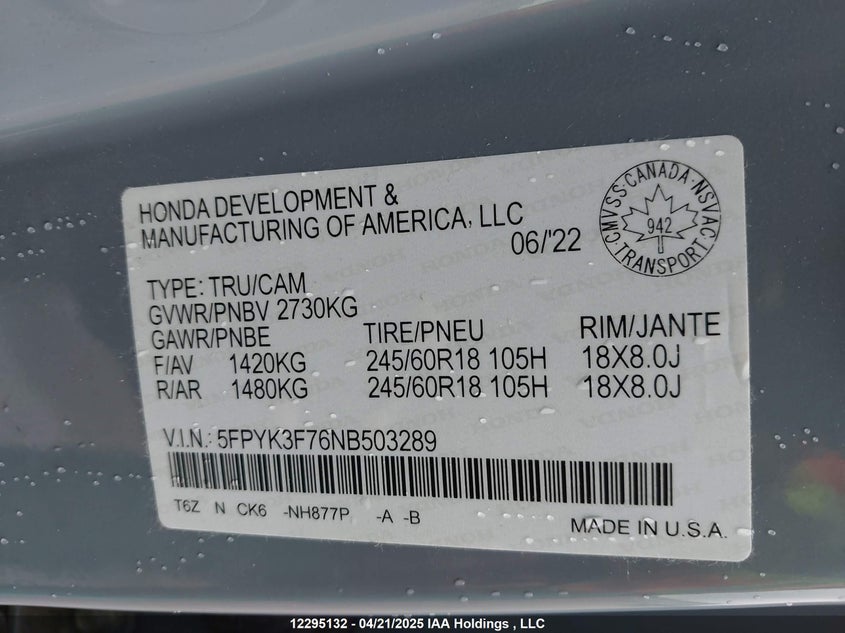 HONDA DEVELOPMENT &
MANUFACTURING OF AMERICA, LLC
06/'22
CMVSS·CANADA·NSVAC
942
TRANSPORT
TYPE: TRU/CAM
GVWR/PNBV 2730KG
GAWR/PNBE TIRE/PNEU RIM/JANTE
F/AV 1420KG 245/60R18 105H 18X8.0J
R/AR 1480KG 245/60R18 105H 18X8.0J
V.I.N.: 5FPYK3F76NB503289
T6Z N CK6 -NH877P -A -B
MADE IN U.S.A.
12295132 - 04/21/2025 IAA Holdings , LLC